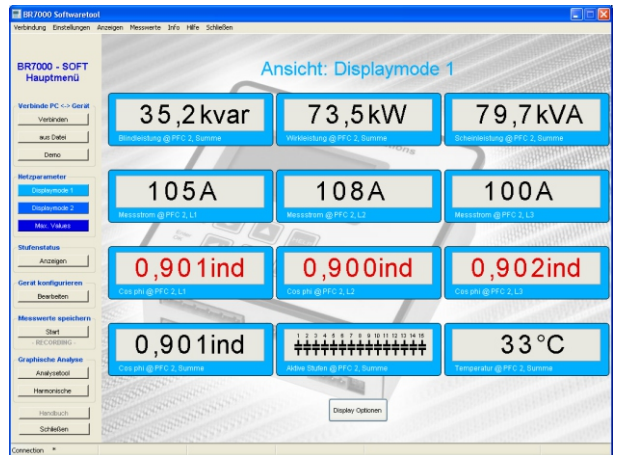 BR7000 Softwaretool
Verbindung Einstellungen Anzeigen Messwerte Info Hilfe Schließen
BR7000 - SOFT
Hauptmenü
Verbinde PC <-> Gerät
Verbinden
aus Datei
Demo
Netzparameter
Displaymode 1
Displaymode 2
Max. Values
Stufenstatus
Anzeigen
Gerät konfigurieren
Bearbeiten
Messwerte speichern
Start
- RECORDING -
Graphische Analyse
Analysetool
Harmonische
Handbuch
Schließen
Ansicht: Displaymode 1
35,2kvar
Blindleistung @ PFC 2, Summe
73,5kW
Wirkleistung @ PFC 2, Summe
79,7kVA
Scheinleistung @ PFC 2, Summe
105A
Messstrom @ PFC 2, L1
108A
Messstrom @ PFC 2, L2
100A
Messstrom @ PFC 2, L3
0,901ind
Cos phi @ PFC 2, L1
0,900ind
Cos phi @ PFC 2, L2
0,902ind
Cos phi @ PFC 2, L3
0,901ind
Cos phi @ PFC 2, Summe
1 2 3 4 5 6 7 8 9 10 11 12 13 14 15
Aktive Stufen @ PFC 2, Summe
33°C
Temperatur @ PFC 2, Summe
Display Optionen
Connection *